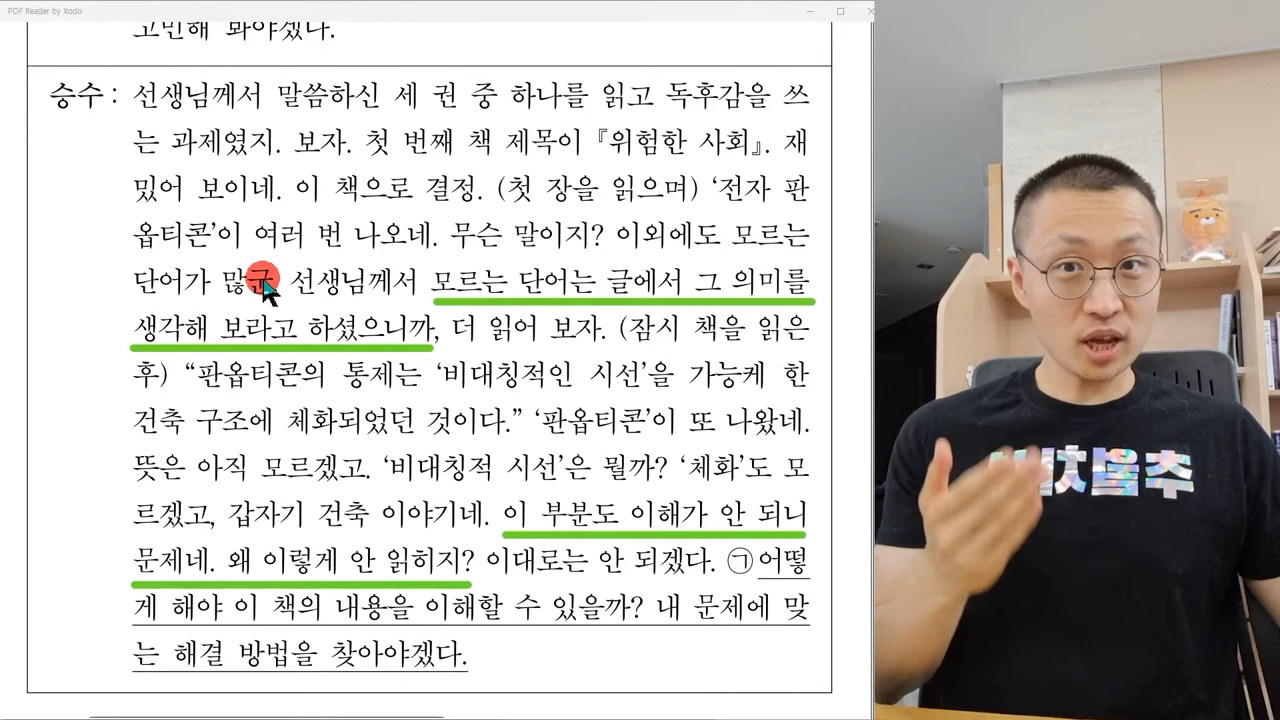 PDF Reader by Xodo
고민해 봐야겠다.
승수 : 선생님께서 말씀하신 세 권 중 하나를 읽고 독후감을 쓰
는 과제였지. 보자. 첫 번째 책 제목이 『위험한 사회』. 재
밌어 보이네. 이 책으로 결정. (첫 장을 읽으며) ‘전자 판
옵티콘’이 여러 번 나오네. 무슨 말이지? 이외에도 모르는
단어가 많군 선생님께서 모르는 단어는 글에서 그 의미를
생각해 보라고 하셨으니까, 더 읽어 보자. (잠시 책을 읽은
후) “판옵티콘의 통제는 ‘비대칭적인 시선’을 가능케 한
건축 구조에 체화되었던 것이다.” ‘판옵티콘’이 또 나왔네.
뜻은 아직 모르겠고. ‘비대칭적 시선’은 뭘까? ‘체화’도 모
르겠고, 갑자기 건축 이야기네. 이 부분도 이해가 안 되니
문제네. 왜 이렇게 안 읽히지? 이대로는 안 되겠다. ㉠어떻
게 해야 이 책의 내용을 이해할 수 있을까? 내 문제에 맞
는 해결 방법을 찾아야겠다.